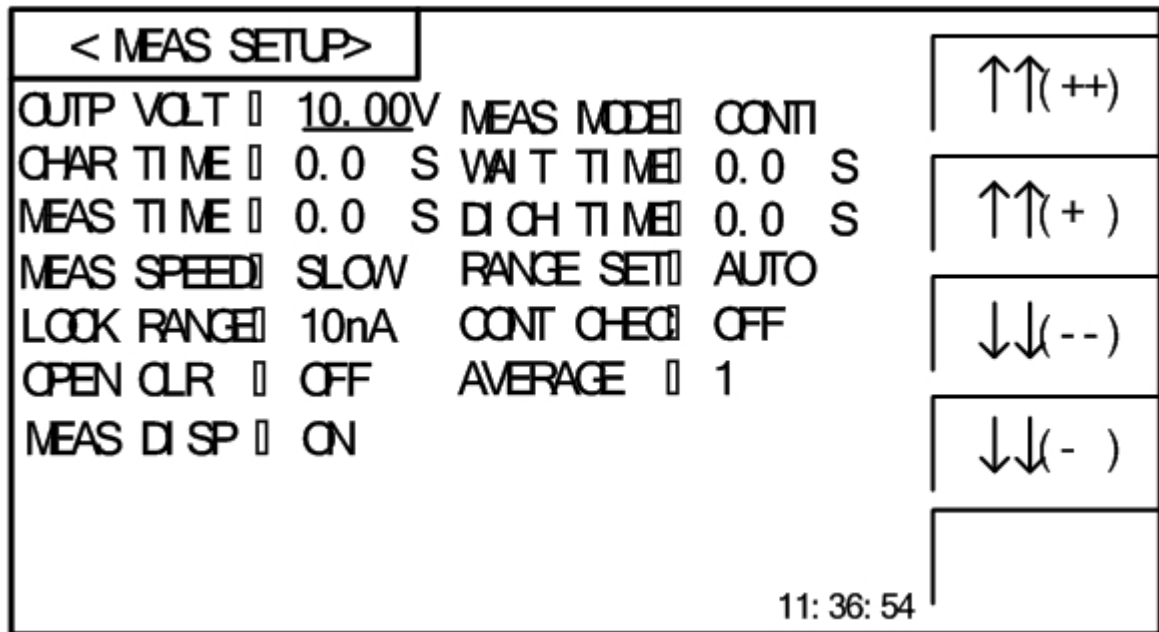 < MEAS SETUP>
OUTP VOLT : 10.00V MEAS MODE: CONTI
CHAR TIME : 0.0 S WAIT TIME: 0.0 S
MEAS TIME : 0.0 S DICH TIME: 0.0 S
MEAS SPEED: SLOW RANGE SET: AUTO
LOOK RANGE: 10nA CONT CHEC: OFF
OPEN CLR : OFF AVERAGE : 1
MEAS DISP : ON
↑⇑(++)
↑⇑(+ )
↓⇓(--)
↓⇓(- )
11:36:54